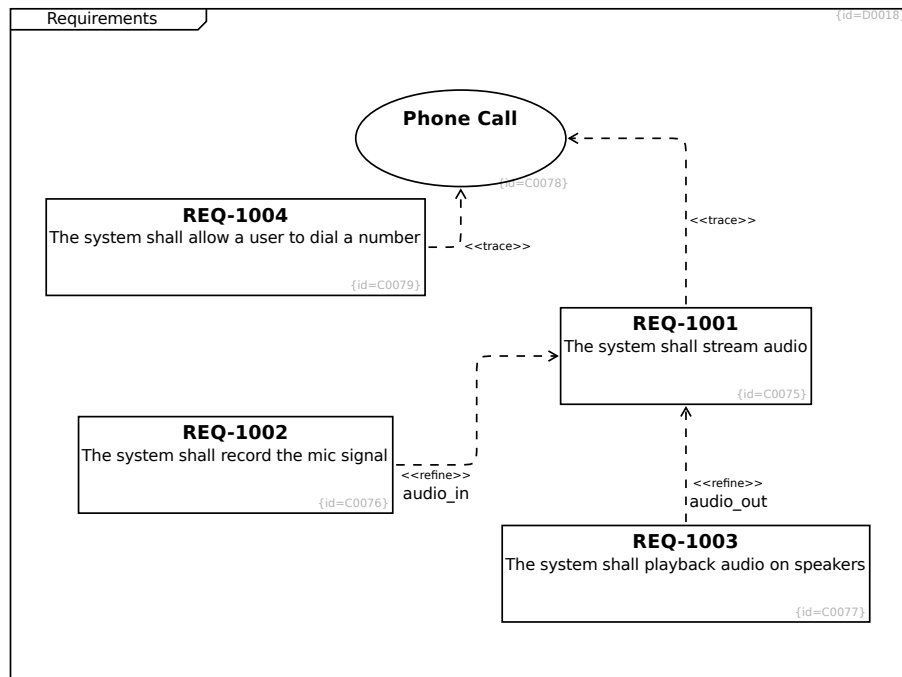 Requirements
{id=D0018}
Phone Call
{id=C0078}
REQ-1004
The system shall allow a user to dial a number
{id=C0079}
<<trace>>
<<trace>>
REQ-1001
The system shall stream audio
{id=C0075}
REQ-1002
The system shall record the mic signal
{id=C0076}
<<refine>>
audio_in
<<refine>>
audio_out
REQ-1003
The system shall playback audio on speakers
{id=C0077}